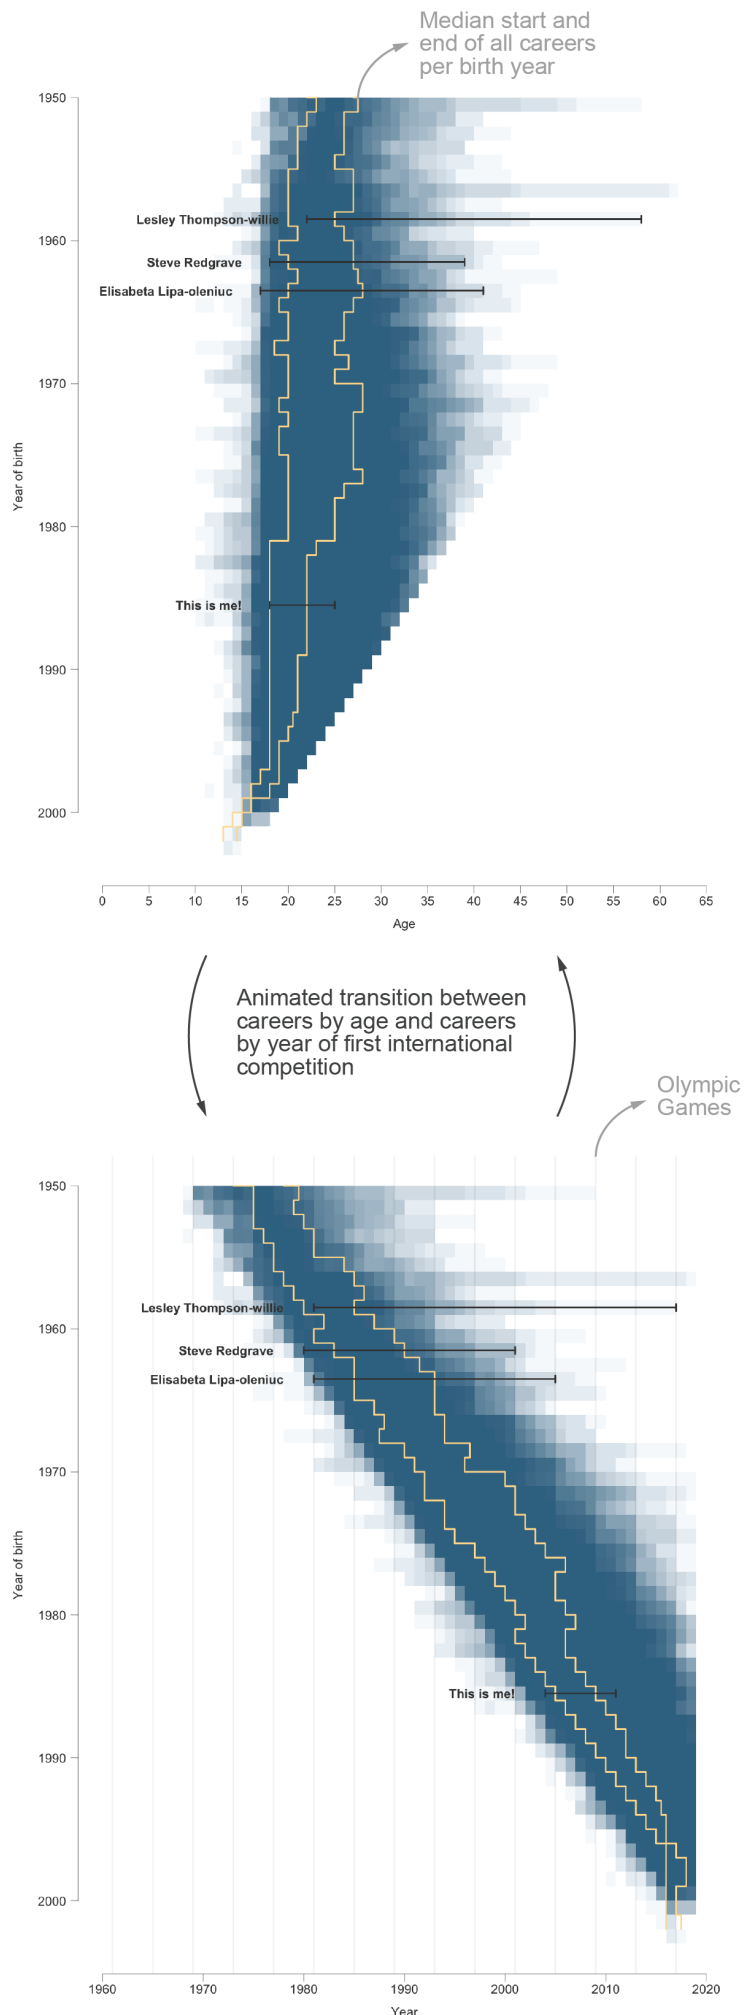 Median start and
end of all careers
per birth year
1950
Lesley Thompson-willie
1960
Steve Redgrave
Elisabeta Lipa-oleniuc
1970
Year of birth
1980
This is me!
1990
2000
0 5 10 15 20 25 30 35 40 45 50 55 60 65
Age
Animated transition between
careers by age and careers
by year of first international
competition
Olympic
Games
1950
Lesley Thompson-willie
1960
Steve Redgrave
Elisabeta Lipa-oleniuc
1970
Year of birth
1980
This is me!
1990
2000
1960 1970 1980 1990 2000 2010 2020
Year